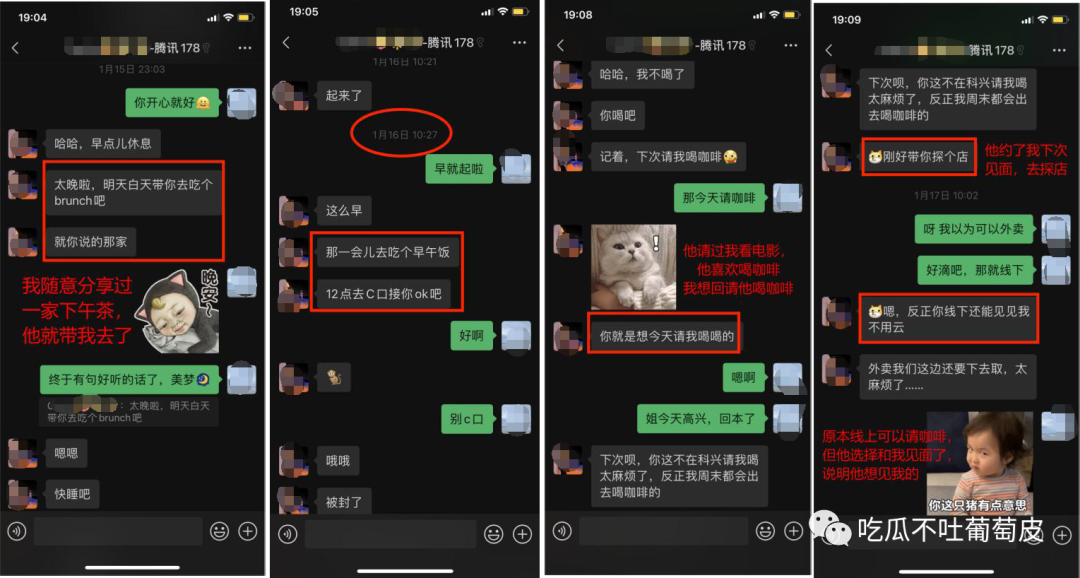 19:04
-腾讯178
1月15日 23:03
你开心就好
哈哈，早点儿休息
太晚啦，明天白天带你去吃个
brunch吧
就你说的那家
我随意分享过
一家下午茶，
他就带我去了
晚安~
终于有句好听的话了，美梦
：太晚啦，明天白天
带你去吃个brunch吧
嗯嗯
快睡吧
19:05
-腾讯178
1月16日 10:21
起来了
1月16日 10:27
早就起啦
这么早
那一会儿去吃个早午饭
12点去C口接你ok吧
好啊
别c口
哦哦
被封了
19:08
-腾讯178
哈哈，我不喝了
你喝吧
记着，下次请我喝咖啡
那今天请咖啡
他请过我看电影，
他喜欢喝咖啡
我想回请他喝咖啡
你就是想今天请我喝喝的
嗯啊
姐今天高兴，回本了
下次呗，你这不在科兴请我喝
太麻烦了，反正我周末都会出
去喝咖啡的
19:09
腾讯178
下次呗，你这不在科兴请我喝
太麻烦了，反正我周末都会出
去喝咖啡的
刚好带你探个店
他约了我下次
见面，去探店
1月17日 10:02
呀 我以为可以外卖
好滴吧，那就线下
嗯，反正你线下还能见见我
不用云
外卖我们这边还要下去取，太
麻烦了......
原本线上可以请咖啡，
但他选择和我见面了，
说明他想见我的
你这只猪有点意思
吃瓜不吐葡萄皮